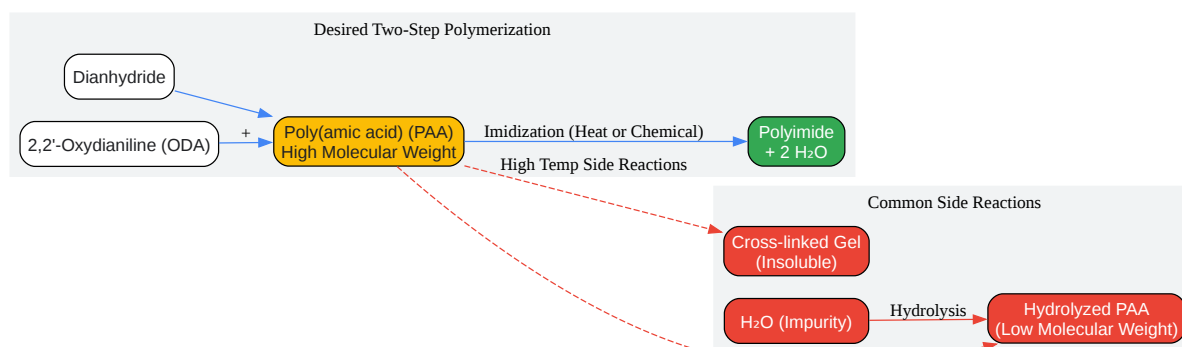 Desired Two-Step Polymerization
Dianhydride
2,2'-Oxydianiline (ODA)
+
Poly(amic acid) (PAA)
High Molecular Weight
Imidization (Heat or Chemical)
Polyimide
+ 2 H₂O
High Temp Side Reactions
Common Side Reactions
Cross-linked Gel
(Insoluble)
H₂O (Impurity)
Hydrolysis
Hydrolyzed PAA
(Low Molecular Weight)